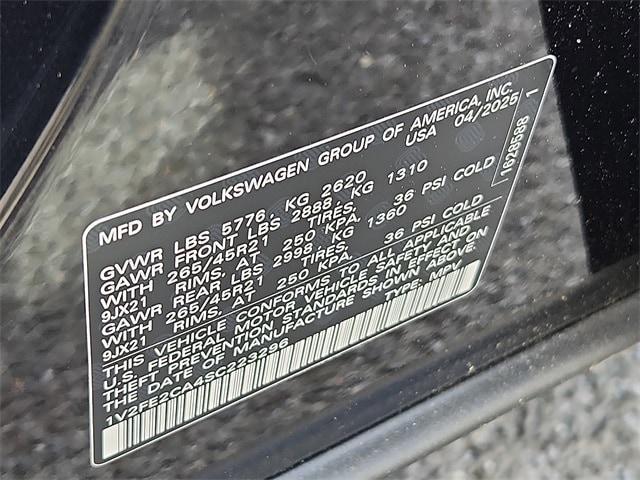 MFD BY VOLKSWAGEN GROUP OF AMERICA, INC.
USA 04/2025
GVWR LBS 5776, KG 2620
GAWR FRONT LBS 2888, KG 1310
WITH 265/45R21 TIRES,
9JX21 RIMS, AT 250 KPA, 36 PSI COLD
GAWR REAR LBS 2998, KG 1360
WITH 265/45R21 TIRES,
9JX21 RIMS, AT 250 KPA, 36 PSI COLD
THIS VEHICLE CONFORMS TO ALL APPLICABLE
U.S. FEDERAL MOTOR VEHICLE SAFETY AND
THEFT PREVENTION STANDARDS IN EFFECT ON
THE DATE OF MANUFACTURE SHOWN ABOVE.
1V2FE2CA4SC223296 TYPE: MPV
1628588 1